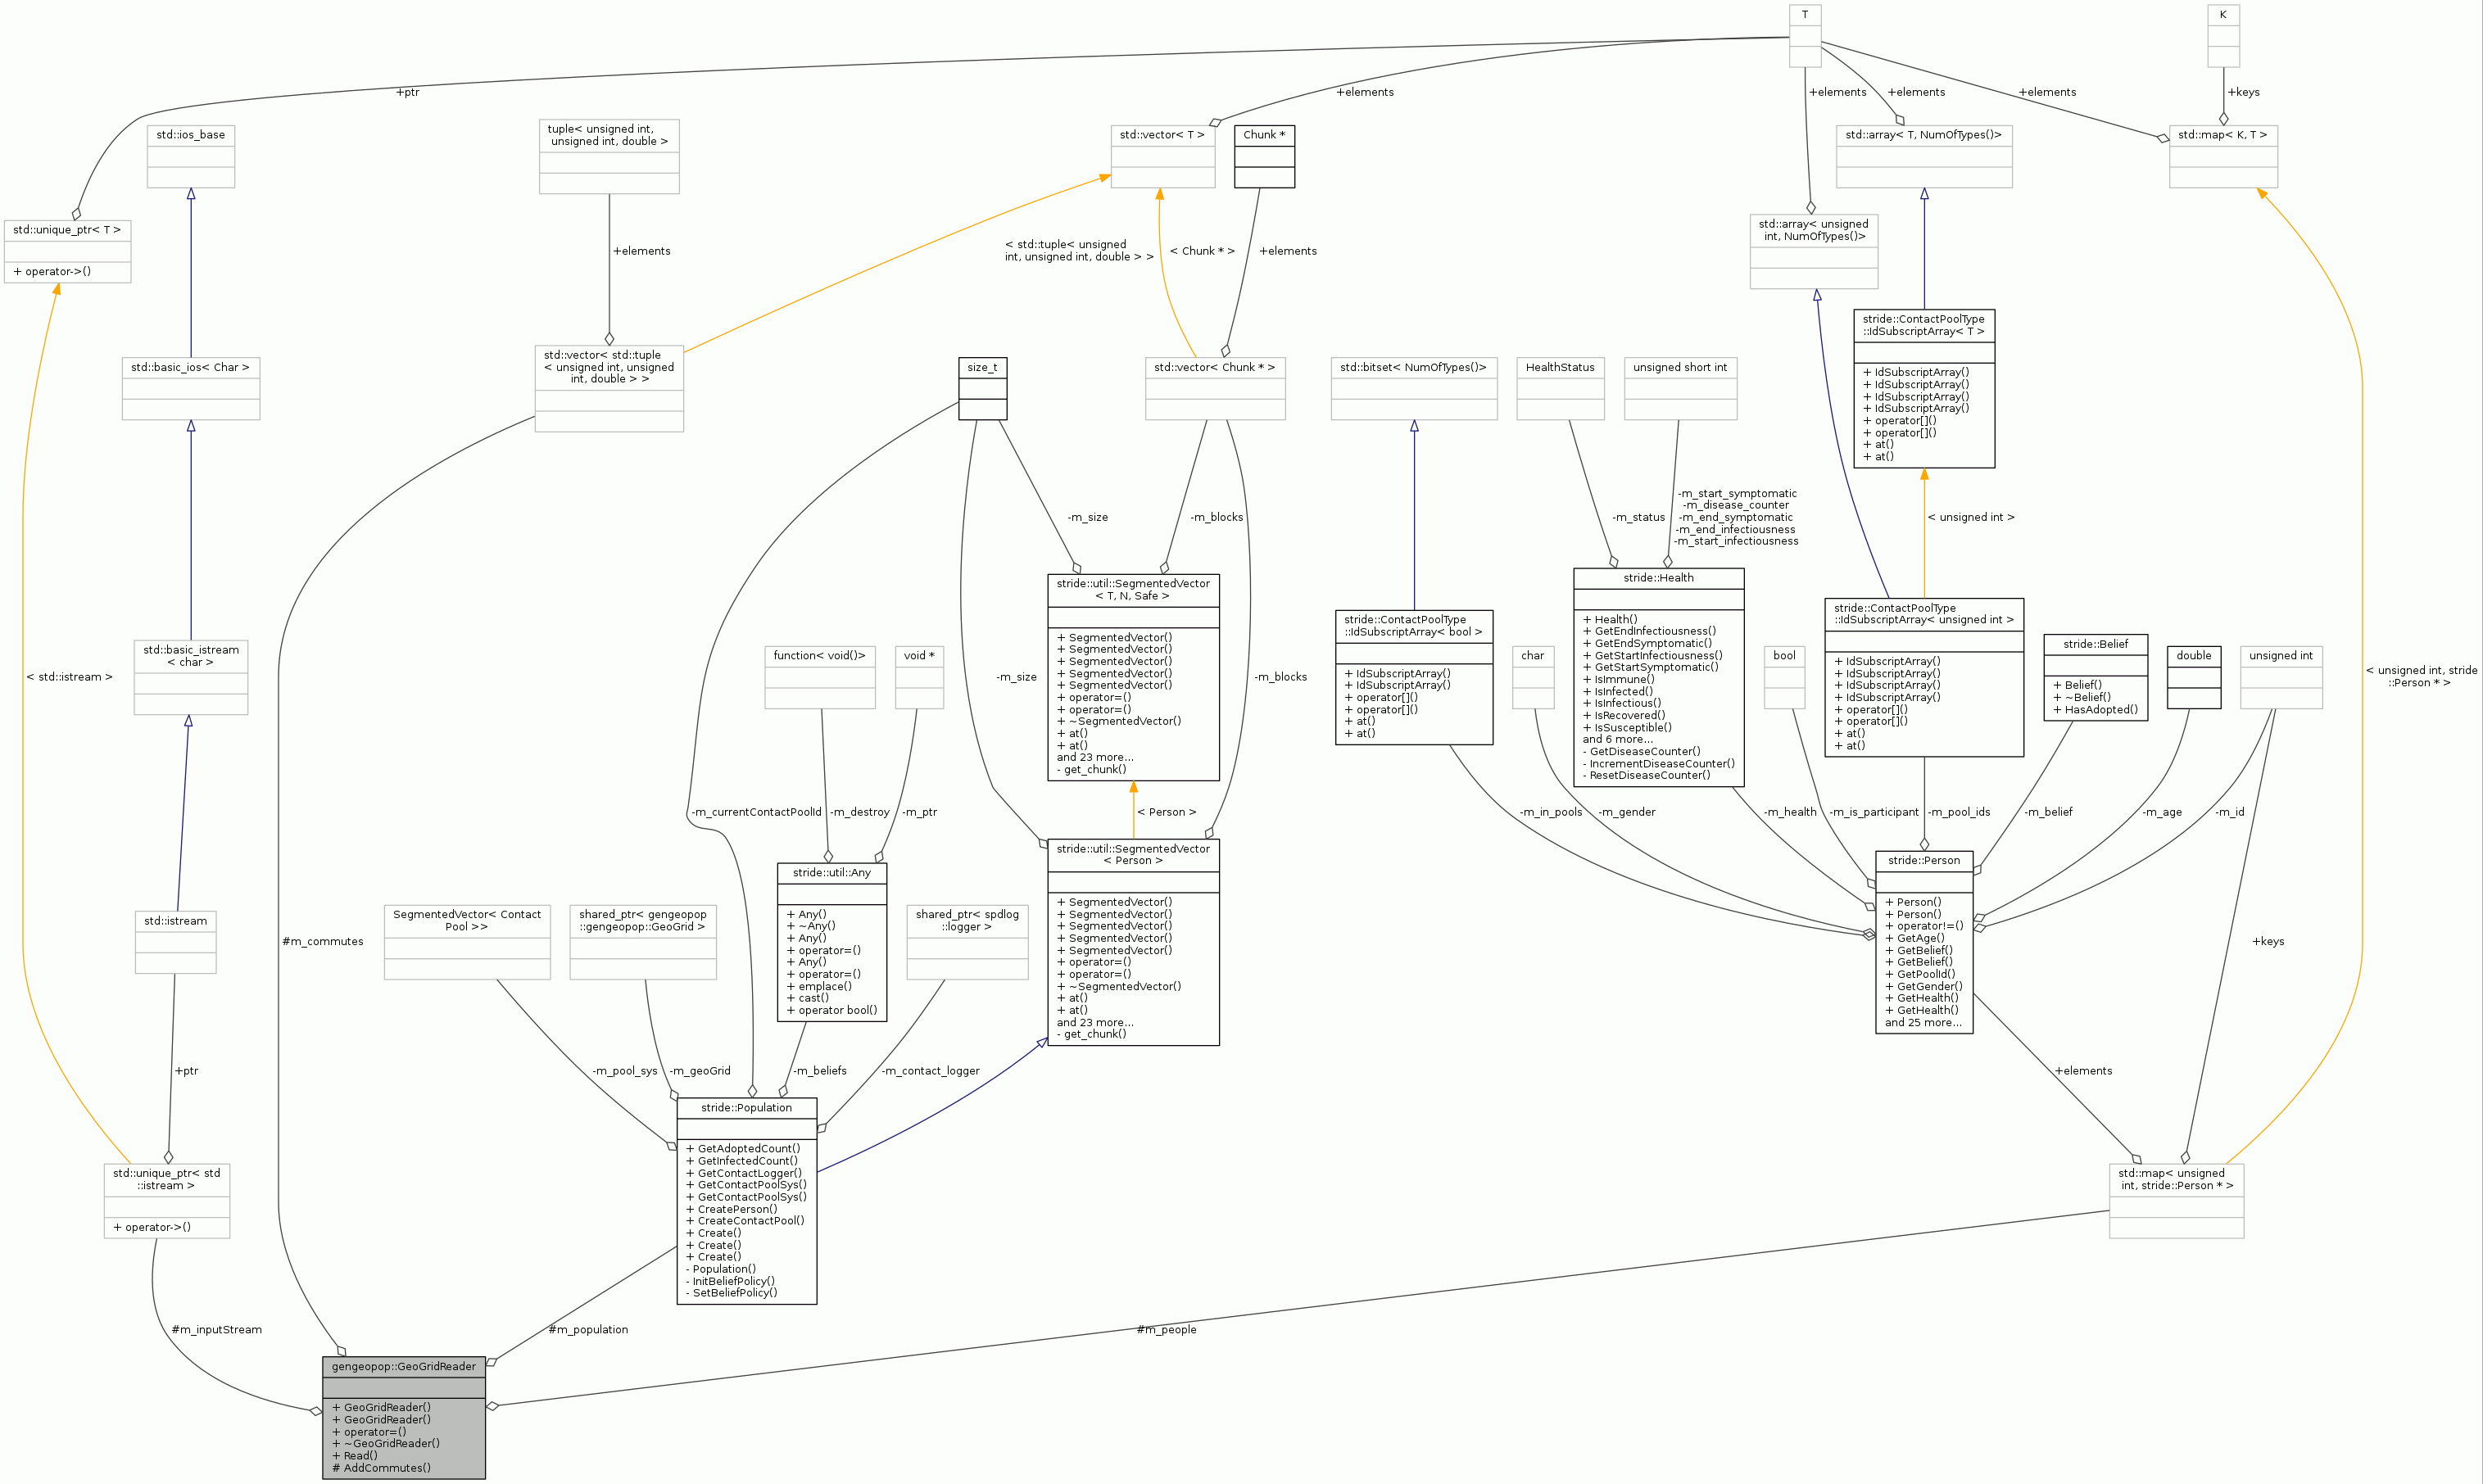 T
K
+ptr
+elements
+elements
+elements
+elements
+keys
std::ios_base
tuple< unsigned int,
unsigned int, double >
std::vector< T >
Chunk *
std::array< T, NumOfTypes()>
std::map< K, T >
std::unique_ptr< T >
+ operator->()
std::array< unsigned
int, NumOfTypes()>
+elements
< std::tuple< unsigned
int, unsigned int, double > >
< Chunk * >
+elements
stride::ContactPoolType
::IdSubscriptArray< T >
+ IdSubscriptArray()
+ IdSubscriptArray()
+ IdSubscriptArray()
+ IdSubscriptArray()
+ operator[]()
+ operator[]()
+ at()
+ at()
std::basic_ios< Char >
std::vector< std::tuple
< unsigned int, unsigned
int, double > >
size_t
std::vector< Chunk * >
std::bitset< NumOfTypes()>
HealthStatus
unsigned short int
-m_size
-m_blocks
-m_status
-m_start_symptomatic
-m_disease_counter
-m_end_symptomatic
-m_end_infectiousness
-m_start_infectiousness
< unsigned int >
std::basic_istream
< char >
< std::istream >
function< void()>
void *
stride::util::SegmentedVector
< T, N, Safe >
+ SegmentedVector()
+ SegmentedVector()
+ SegmentedVector()
+ SegmentedVector()
+ SegmentedVector()
+ operator=()
+ operator=()
+ ~SegmentedVector()
+ at()
+ at()
and 23 more...
- get_chunk()
-m_size
-m_blocks
stride::ContactPoolType
::IdSubscriptArray< bool >
+ IdSubscriptArray()
+ IdSubscriptArray()
+ operator[]()
+ operator[]()
+ at()
+ at()
char
stride::Health
+ Health()
+ GetEndInfectiousness()
+ GetEndSymptomatic()
+ GetStartInfectiousness()
+ GetStartSymptomatic()
+ IsImmune()
+ IsInfected()
+ IsInfectious()
+ IsRecovered()
+ IsSusceptible()
and 6 more...
- GetDiseaseCounter()
- IncrementDiseaseCounter()
- ResetDiseaseCounter()
bool
stride::ContactPoolType
::IdSubscriptArray< unsigned int >
+ IdSubscriptArray()
+ IdSubscriptArray()
+ IdSubscriptArray()
+ IdSubscriptArray()
+ operator[]()
+ operator[]()
+ at()
+ at()
stride::Belief
+ Belief()
+ ~Belief()
+ HasAdopted()
double
unsigned int
< unsigned int, stride
::Person * >
-m_currentContactPoolId
-m_destroy
-m_ptr
< Person >
-m_in_pools
-m_gender
-m_health
-m_is_participant
-m_pool_ids
-m_belief
-m_age
-m_id
std::istream
#m_commutes
SegmentedVector< Contact
Pool >>
shared_ptr< gengeopop
::gengeopop::GeoGrid >
stride::util::Any
+ Any()
+ ~Any()
+ Any()
+ operator=()
+ Any()
+ operator=()
+ emplace()
+ cast()
+ operator bool()
shared_ptr< spdlog
::logger >
stride::util::SegmentedVector
< Person >
+ SegmentedVector()
+ SegmentedVector()
+ SegmentedVector()
+ SegmentedVector()
+ SegmentedVector()
+ operator=()
+ operator=()
+ ~SegmentedVector()
+ at()
+ at()
and 23 more...
- get_chunk()
stride::Person
+ Person()
+ Person()
+ operator!=()
+ GetAge()
+ GetBelief()
+ GetBelief()
+ GetPoolId()
+ GetGender()
+ GetHealth()
+ GetHealth()
and 25 more...
+keys
+ptr
-m_pool_sys
-m_geoGrid
-m_beliefs
-m_contact_logger
+elements
std::unique_ptr< std
::istream >
+ operator->()
stride::Population
+ GetAdoptedCount()
+ GetInfectedCount()
+ GetContactLogger()
+ GetContactPoolSys()
+ GetContactPoolSys()
+ CreatePerson()
+ CreateContactPool()
+ Create()
+ Create()
+ Create()
- Population()
- InitBeliefPolicy()
- SetBeliefPolicy()
std::map< unsigned
int, stride::Person * >
#m_inputStream
#m_population
#m_people
gengeopop::GeoGridReader
+ GeoGridReader()
+ GeoGridReader()
+ operator=()
+ ~GeoGridReader()
+ Read()
# AddCommutes()